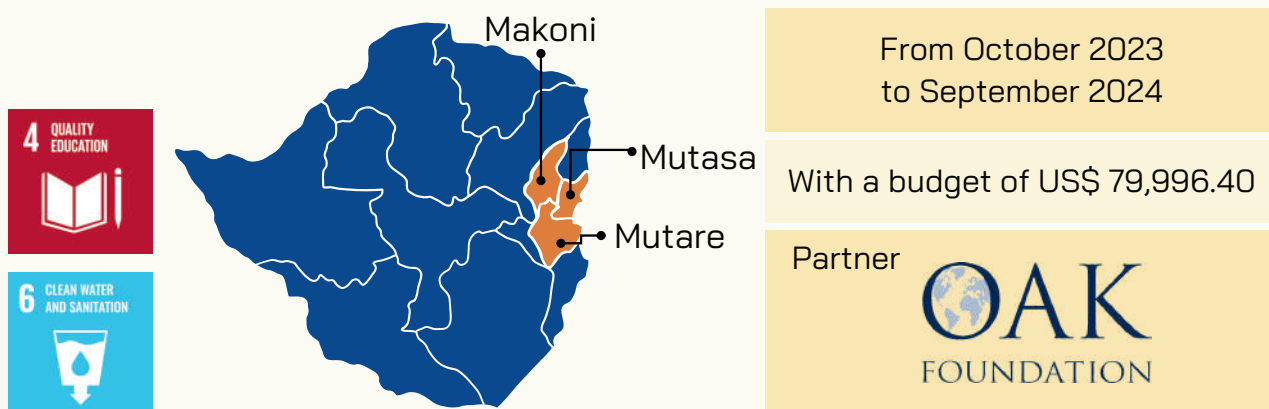 4 QUALITY
EDUCATION
6 CLEAN WATER
AND SANITATION
Makoni
Mutasa
Mutare
From October 2023
to September 2024
With a budget of US$ 79,996.40
Partner
OAK
FOUNDATION